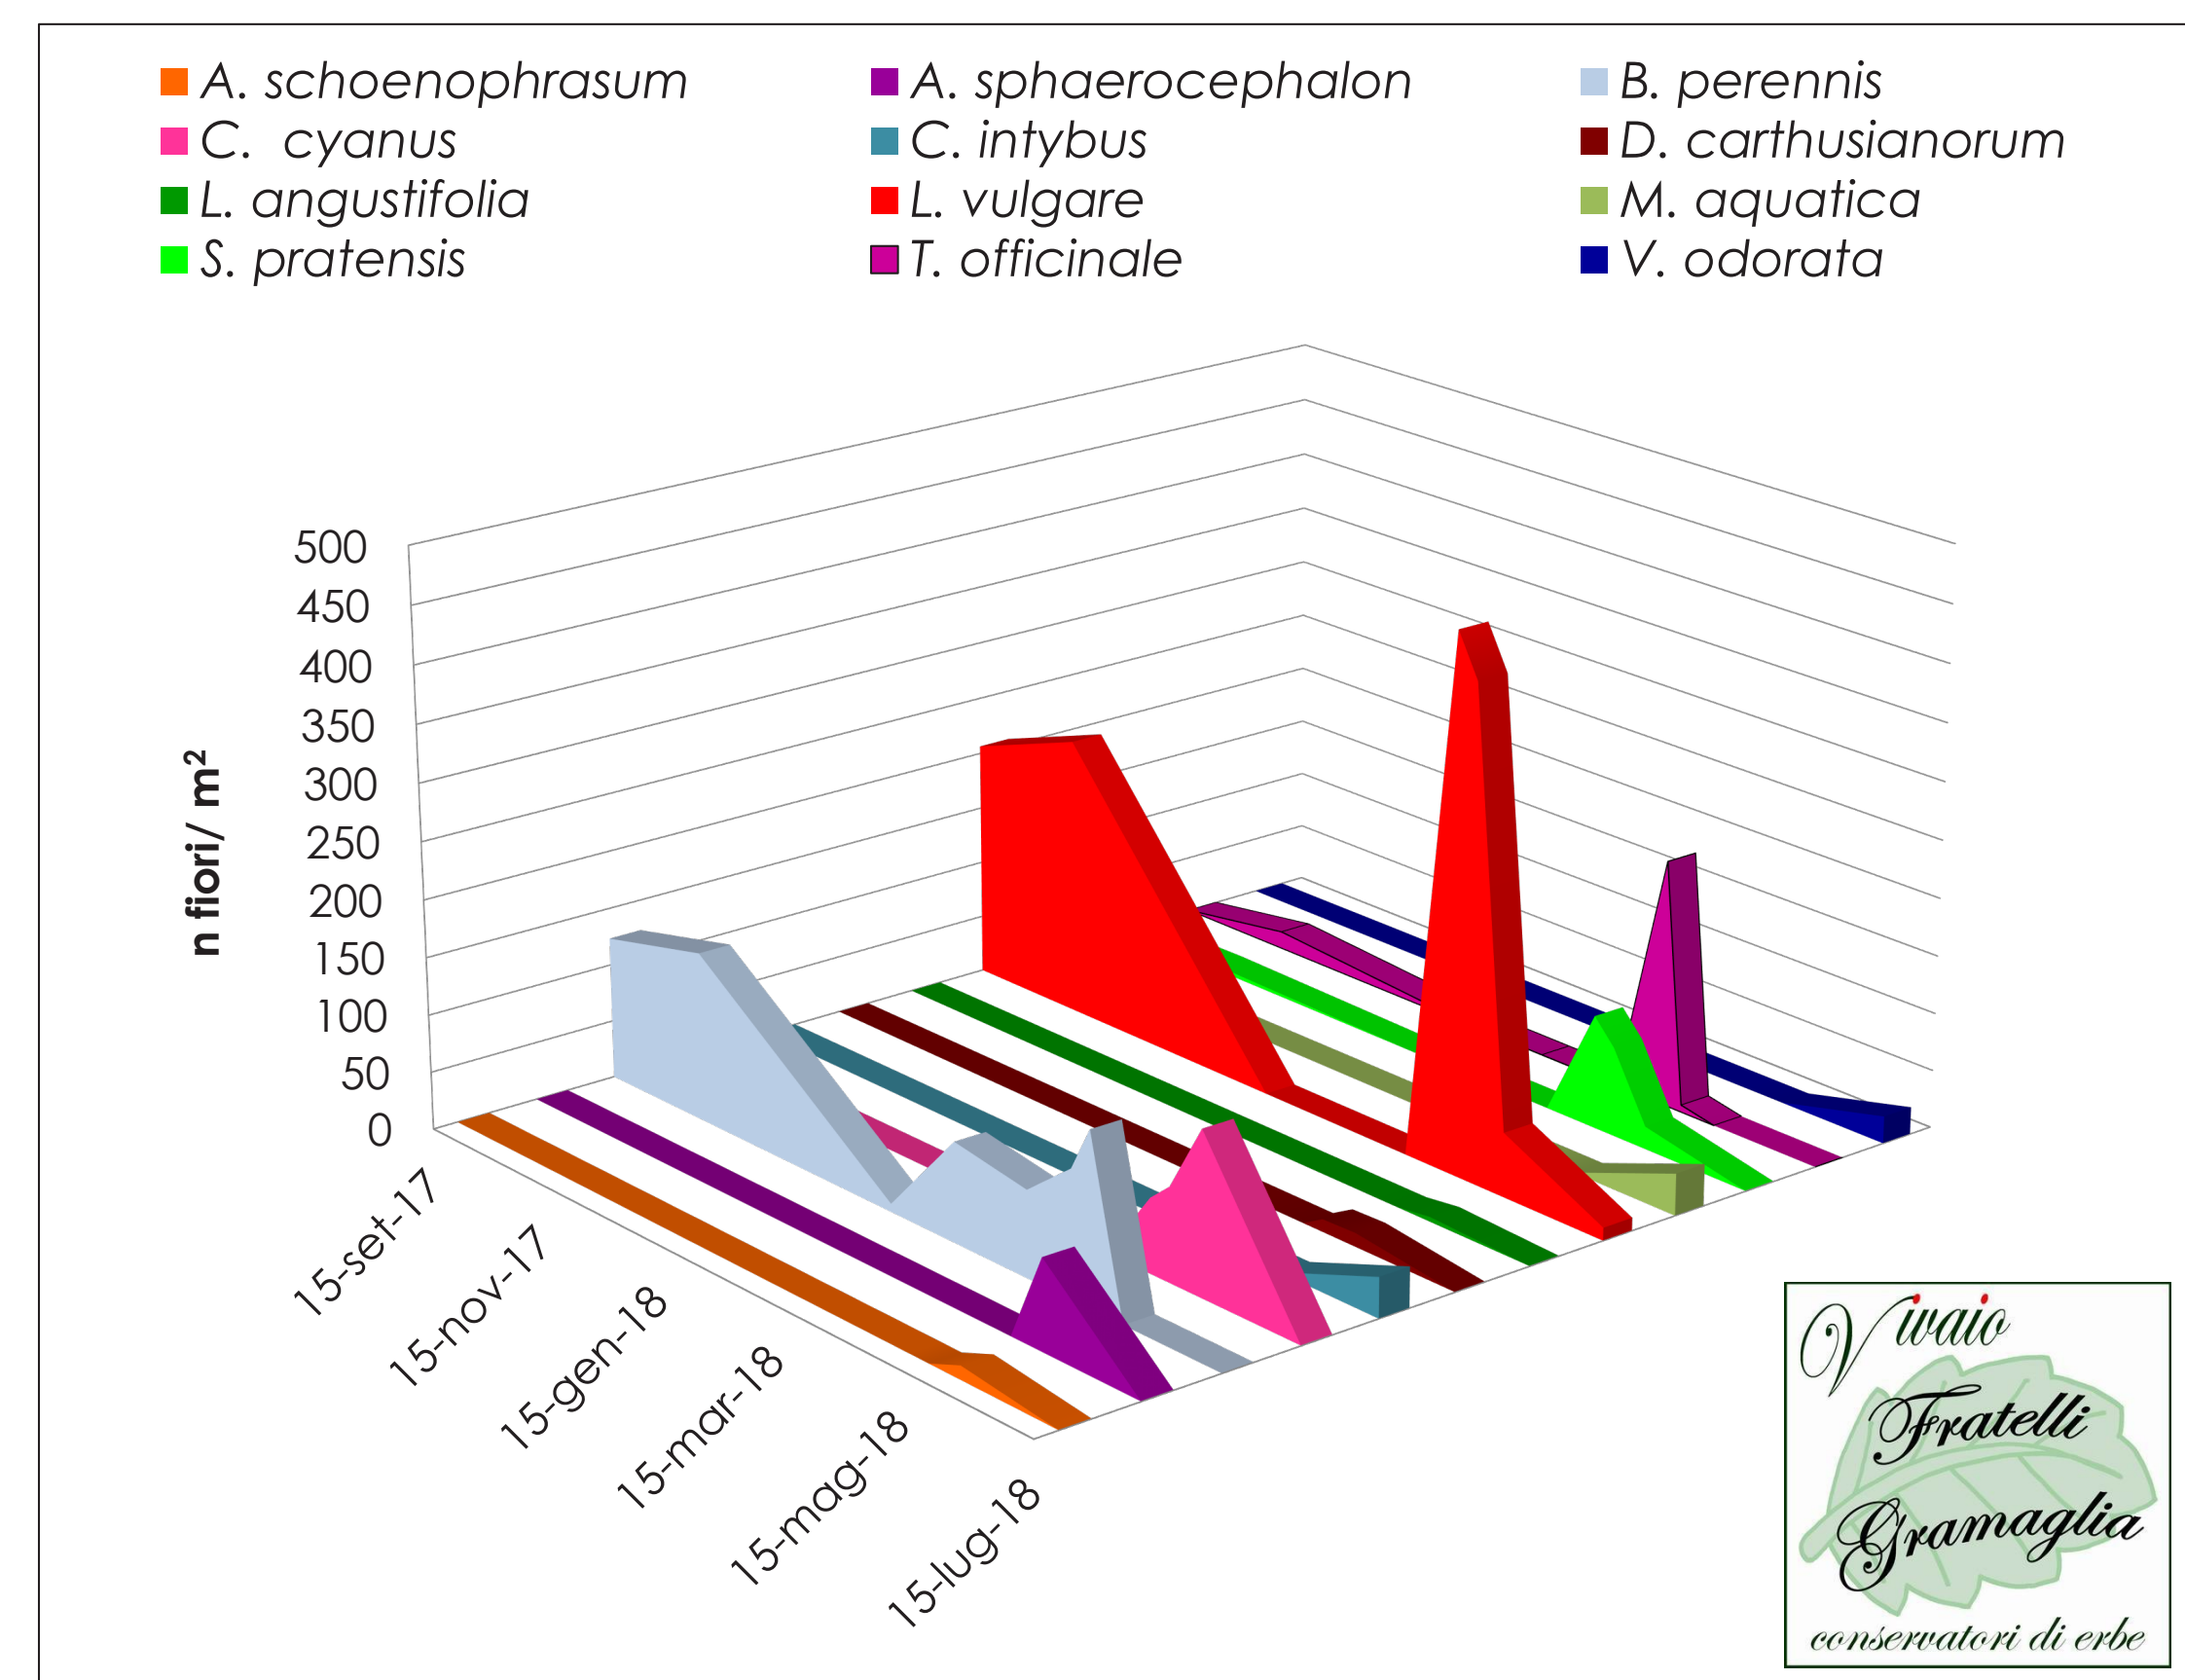 A. schoenophrasum A. sphaerocephalon B. perennis
C. cyanus C. intybus D. carthusianorum
L. angustifolia L. vulgare M. aquatica
S. pratensis T. officinale V. odorata
500
450
400
350
300
250
200
150
100
50
0
n fiori/ m²
15-set-17
15-nov-17
15-gen-18
15-mar-18
15-mag-18
15-lug-18
Vivaio
Fratelli
Gramaglia
conservatori di erbe